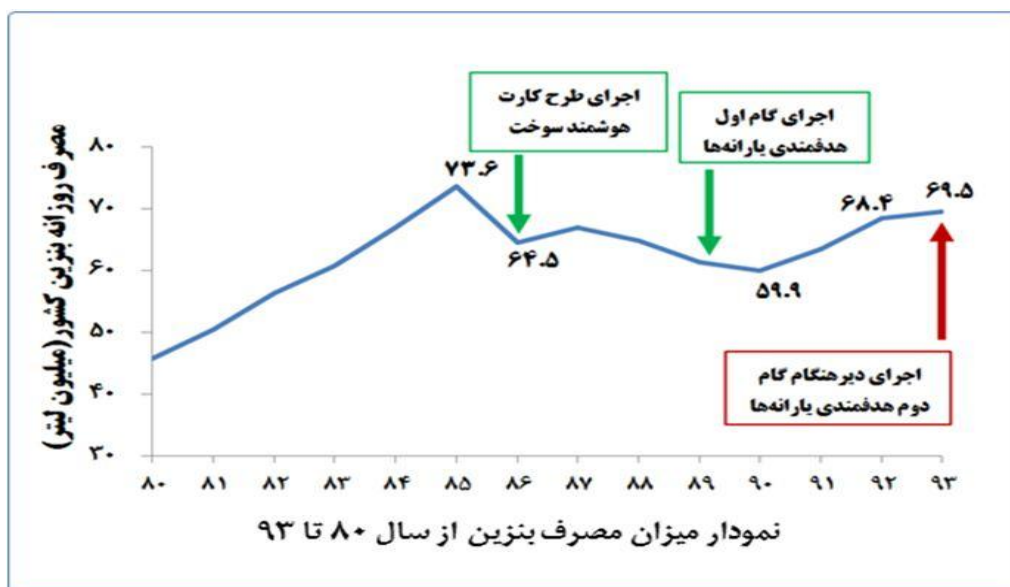 اجرای طرح کارت
هوشمند سوخت
اجرای گام اول
هدفمندی یارانه‌ها
مصرف روزانه بنزین کشور(میلیون لیتر)
۸۰
۷۰
۶۰
۵۰
۴۰
۳۰
۷۳.۶
۶۴.۵
۵۹.۹
۶۸.۴
۶۹.۵
اجرای دیرهنگام گام
دوم هدفمندی یارانه‌ها
۸۰ ۸۱ ۸۲ ۸۳ ۸۴ ۸۵ ۸۶ ۸۷ ۸۸ ۸۹ ۹۰ ۹۱ ۹۲ ۹۳
نمودار میزان مصرف بنزین از سال ۸۰ تا ۹۳